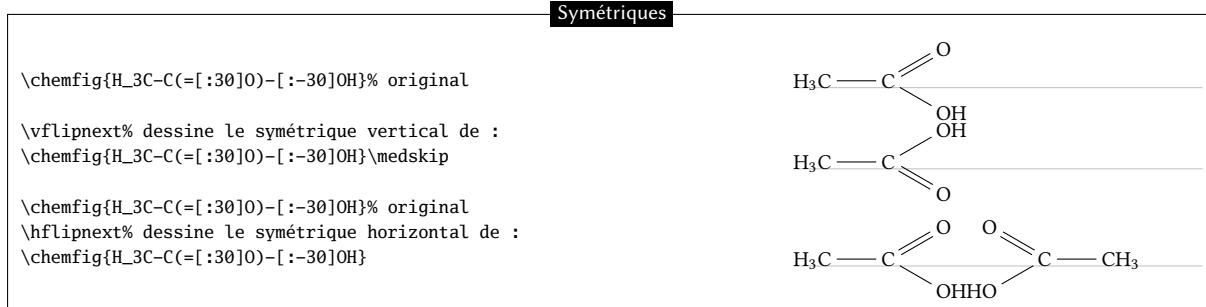 Symétriques
\chemfig{H_3C-C(=[:30]O)-[:-30]OH}% original
\vflipnext% dessine le symétrique vertical de :
\chemfig{H_3C-C(=[:30]O)-[:-30]OH}\medskip
\chemfig{H_3C-C(=[:30]O)-[:-30]OH}% original
\hflipnext% dessine le symétrique horizontal de :
\chemfig{H_3C-C(=[:30]O)-[:-30]OH}
O
H₃C C
OH
OH
H₃C C
O
O O
H₃C C C CH₃
OHHO